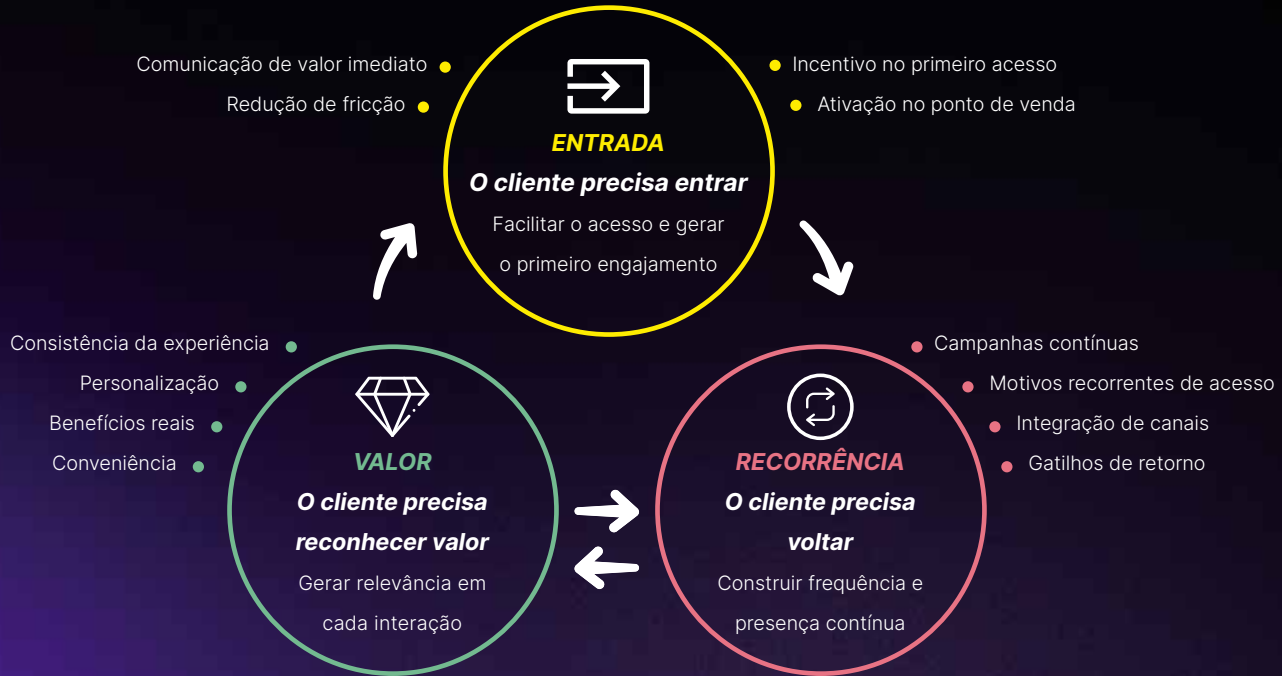 Comunicação de valor imediato
Redução de fricção
Incentivo no primeiro acesso
Ativação no ponto de venda
ENTRADA
O cliente precisa entrar
Facilitar o acesso e gerar
o primeiro engajamento
Consistência da experiência
Personalização
Benefícios reais
Conveniência
VALOR
O cliente precisa
reconhecer valor
Gerar relevância em
cada interação
Campanhas contínuas
Motivos recorrentes de acesso
Integração de canais
Gatilhos de retorno
RECORRÊNCIA
O cliente precisa
voltar
Construir frequência e
presença contínua